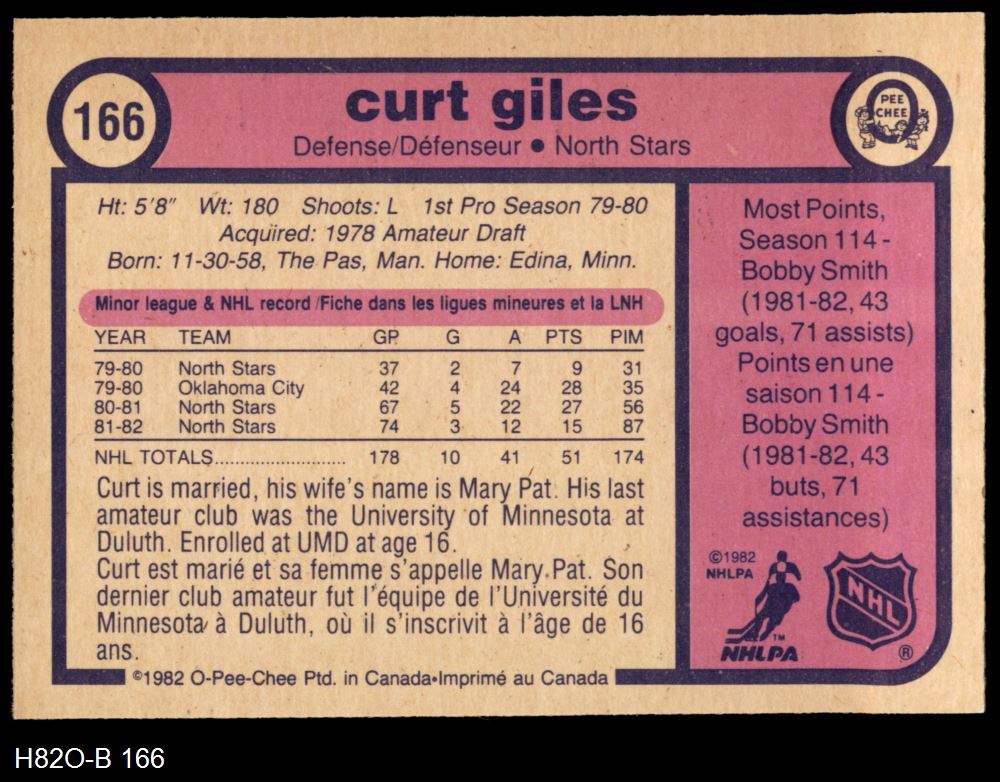 166
curt giles
Defense/Défenseur • North Stars
PEE
CHEE
Ht: 5'8" Wt: 180 Shoots: L 1st Pro Season 79-80
Acquired: 1978 Amateur Draft
Born: 11-30-58, The Pas, Man. Home: Edina, Minn.
Minor league & NHL record/Fiche dans les ligues mineures et la LNH
YEAR TEAM GP G A PTS PIM
79-80 North Stars 37 2 7 9 31
79-80 Oklahoma City 42 4 24 28 35
80-81 North Stars 67 5 22 27 56
81-82 North Stars 74 3 12 15 87
NHL TOTALS......................... 178 10 41 51 174
Curt is married, his wife's name is Mary Pat. His last
amateur club was the University of Minnesota at
Duluth. Enrolled at UMD at age 16.
Curt est marié et sa femme s'appelle Mary Pat. Son
dernier club amateur fut l'équipe de l'Université du
Minnesota à Duluth, où il s'inscrivit à l'âge de 16
ans.
©1982 O-Pee-Chee Ptd. in Canada•Imprimé au Canada
Most Points,
Season 114 -
Bobby Smith
(1981-82, 43
goals, 71 assists)
Points en une
saison 114 -
Bobby Smith
(1981-82, 43
buts, 71
assistances)
©1982
NHLPA
TM
NHLPA
NHL
®
H82O-B 166